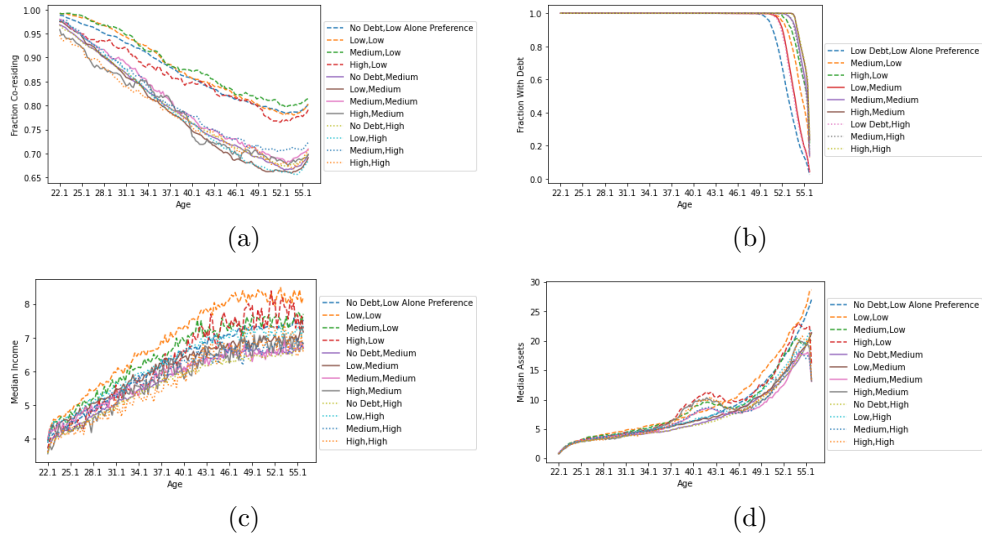 Fraction Co-residing
1.00
0.95
0.90
0.85
0.80
0.75
0.70
0.65
22.1 25.1 28.1 31.1 34.1 37.1 40.1 43.1 46.1 49.1 52.1 55.1
Age
No Debt,Low Alone Preference
Low,Low
Medium,Low
High,Low
No Debt,Medium
Low,Medium
Medium,Medium
High,Medium
No Debt,High
Low,High
Medium,High
High,High
(a)
Fraction With Debt
1.0
0.8
0.6
0.4
0.2
0.0
22.1 25.1 28.1 31.1 34.1 37.1 40.1 43.1 46.1 49.1 52.1 55.1
Age
Low Debt,Low Alone Preference
Medium,Low
High,Low
Low,Medium
Medium,Medium
High,Medium
Low Debt,High
Medium,High
High,High
(b)
Median Income
8
7
6
5
4
22.1 25.1 28.1 31.1 34.1 37.1 40.1 43.1 46.1 49.1 52.1 55.1
Age
No Debt,Low Alone Preference
Low,Low
Medium,Low
High,Low
No Debt,Medium
Low,Medium
Medium,Medium
High,Medium
No Debt,High
Low,High
Medium,High
High,High
(c)
Median Assets
30
25
20
15
10
5
0
22.1 25.1 28.1 31.1 34.1 37.1 40.1 43.1 46.1 49.1 52.1 55.1
Age
No Debt,Low Alone Preference
Low,Low
Medium,Low
High,Low
No Debt,Medium
Low,Medium
Medium,Medium
High,Medium
No Debt,High
Low,High
Medium,High
High,High
(d)